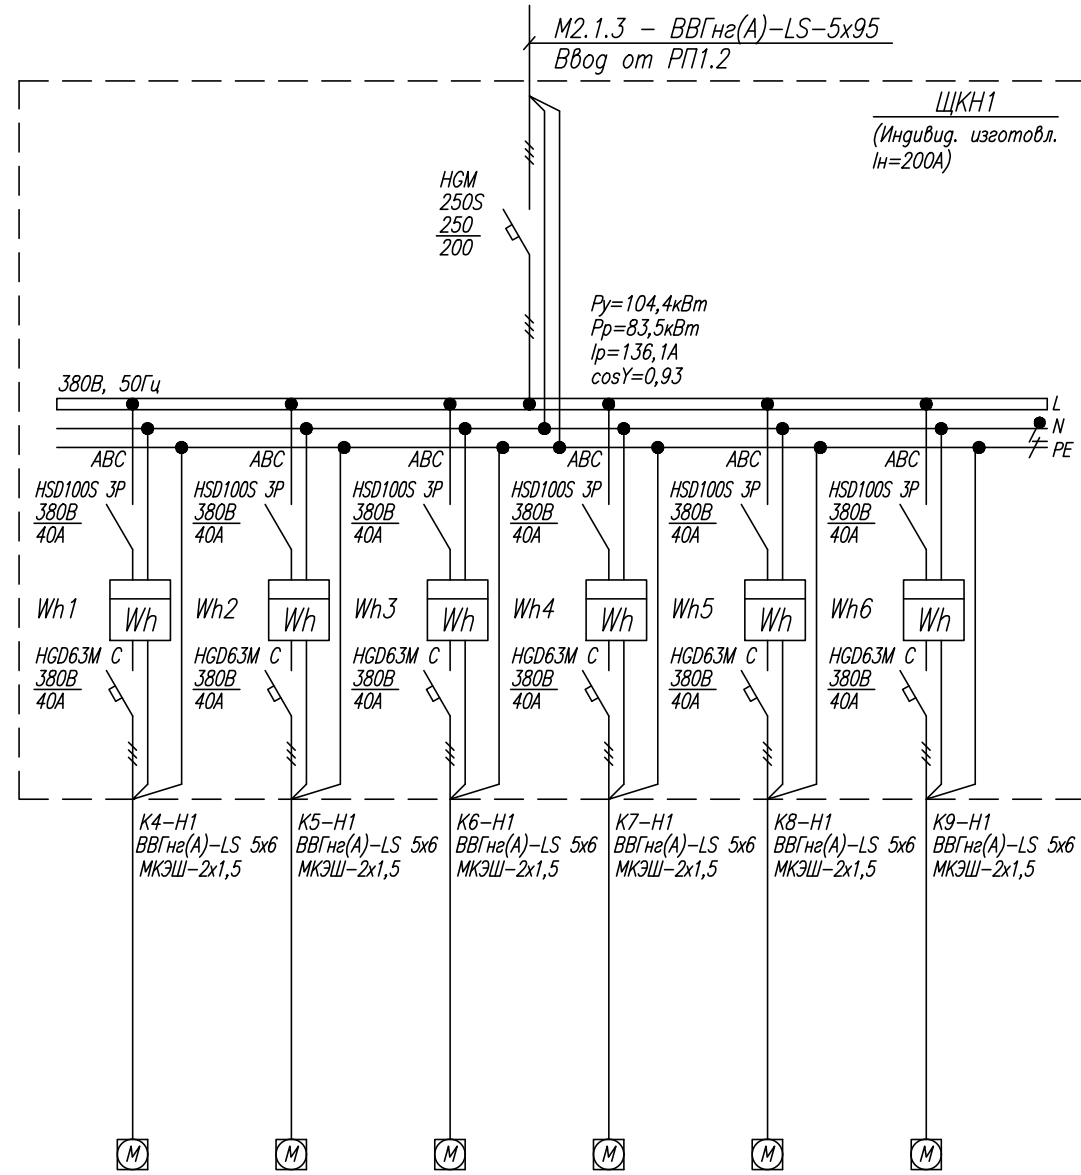 М2.1.3 - ВВГнг(А)-LS-5х95
Ввод от РП1.2
ЩКН1
(Индивид. изготовл.
Iн=200А)
HGM
250S
250
200
Ру=104,4кВт
Рр=83,5кВт
Iр=136,1А
cosY=0,93
380В, 50Гц
L
N
PE
ABC ABC ABC ABC ABC ABC
HSD100S 3P HSD100S 3P HSD100S 3P HSD100S 3P HSD100S 3P HSD100S 3P
380В 380В 380В 380В 380В 380В
40А 40А 40А 40А 40А 40А
Wh1 Wh Wh2 Wh Wh3 Wh Wh4 Wh Wh5 Wh Wh6 Wh
HGD63M C HGD63M C HGD63M C HGD63M C HGD63M C HGD63M C
380В 380В 380В 380В 380В 380В
40А 40А 40А 40А 40А 40А
К4-Н1 К5-Н1 К6-Н1 К7-Н1 К8-Н1 К9-Н1
ВВГнг(А)-LS 5х6 ВВГнг(А)-LS 5х6 ВВГнг(А)-LS 5х6 ВВГнг(А)-LS 5х6 ВВГнг(А)-LS 5х6 ВВГнг(А)-LS 5х6
МКЭШ-2х1,5 МКЭШ-2х1,5 МКЭШ-2х1,5 МКЭШ-2х1,5 МКЭШ-2х1,5 МКЭШ-2х1,5
М М М М М М